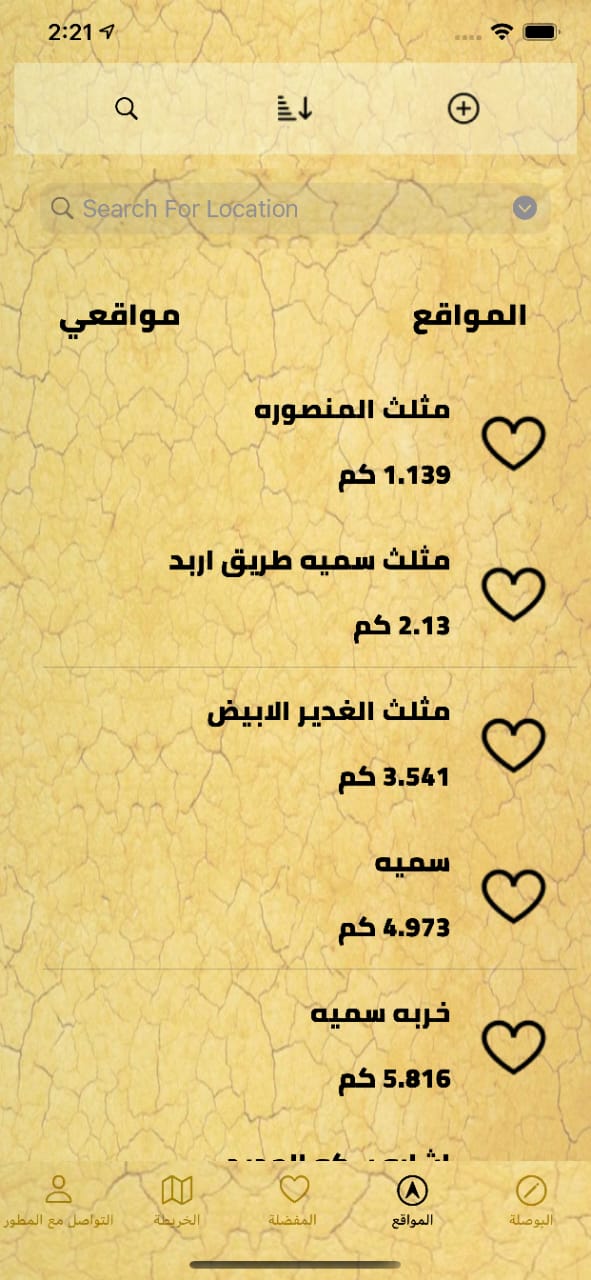 2:21
Search For Location
المواقع
مواقعي
مثلث المنصوره
1.139 كم
مثلث سميه طريق اربد
2.13 كم
مثلث الغدير الابيض
3.541 كم
سميه
4.973 كم
خربه سميه
5.816 كم
البوصلة
المواقع
المفضلة
الخريطة
التواصل مع المطور